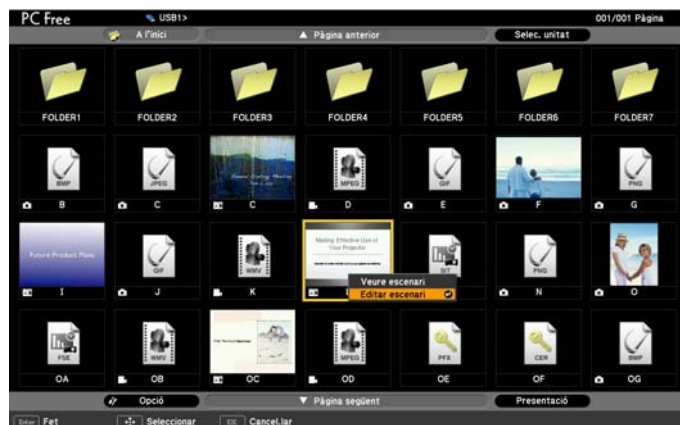 PC Free USB1> 001/001 Pàgina
A l'inici Pàgina anterior Selec. unitat
FOLDER1 FOLDER2 FOLDER3 FOLDER4 FOLDER5 FOLDER6 FOLDER7
BMP JPEG MPEG GIF PNG
B C C D E F G
Future Product Plans GIF WMV Making Effective Use of
Your Projector SIT PNG
Veure escenari
Editar escenari
I J K N O
FSE WMV MPEG PFX CER BMP
OA OB OC OD OE OF OG
Opció Pàgina següent Presentació
Enter Fet Seleccionar ESC Cancel.lar